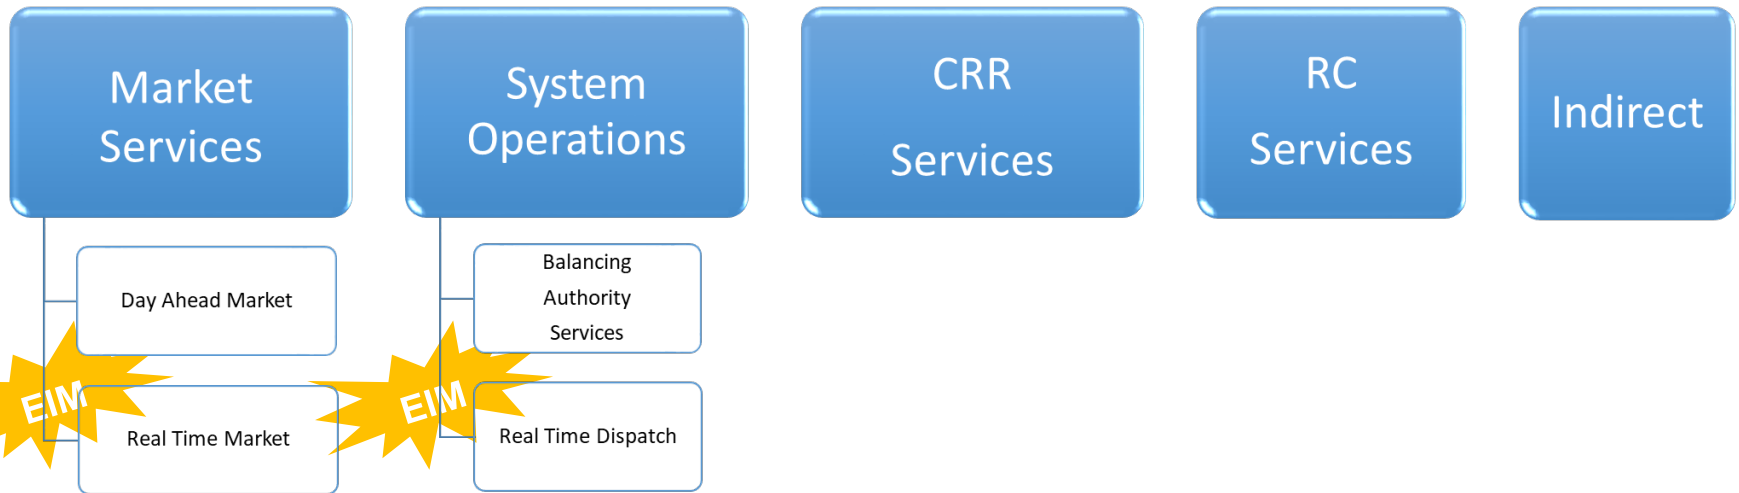 Market
Services
System
Operations
CRR
Services
RC
Services
Indirect
Day Ahead Market
Balancing
Authority
Services
EIM
Real Time Market
EIM
Real Time Dispatch